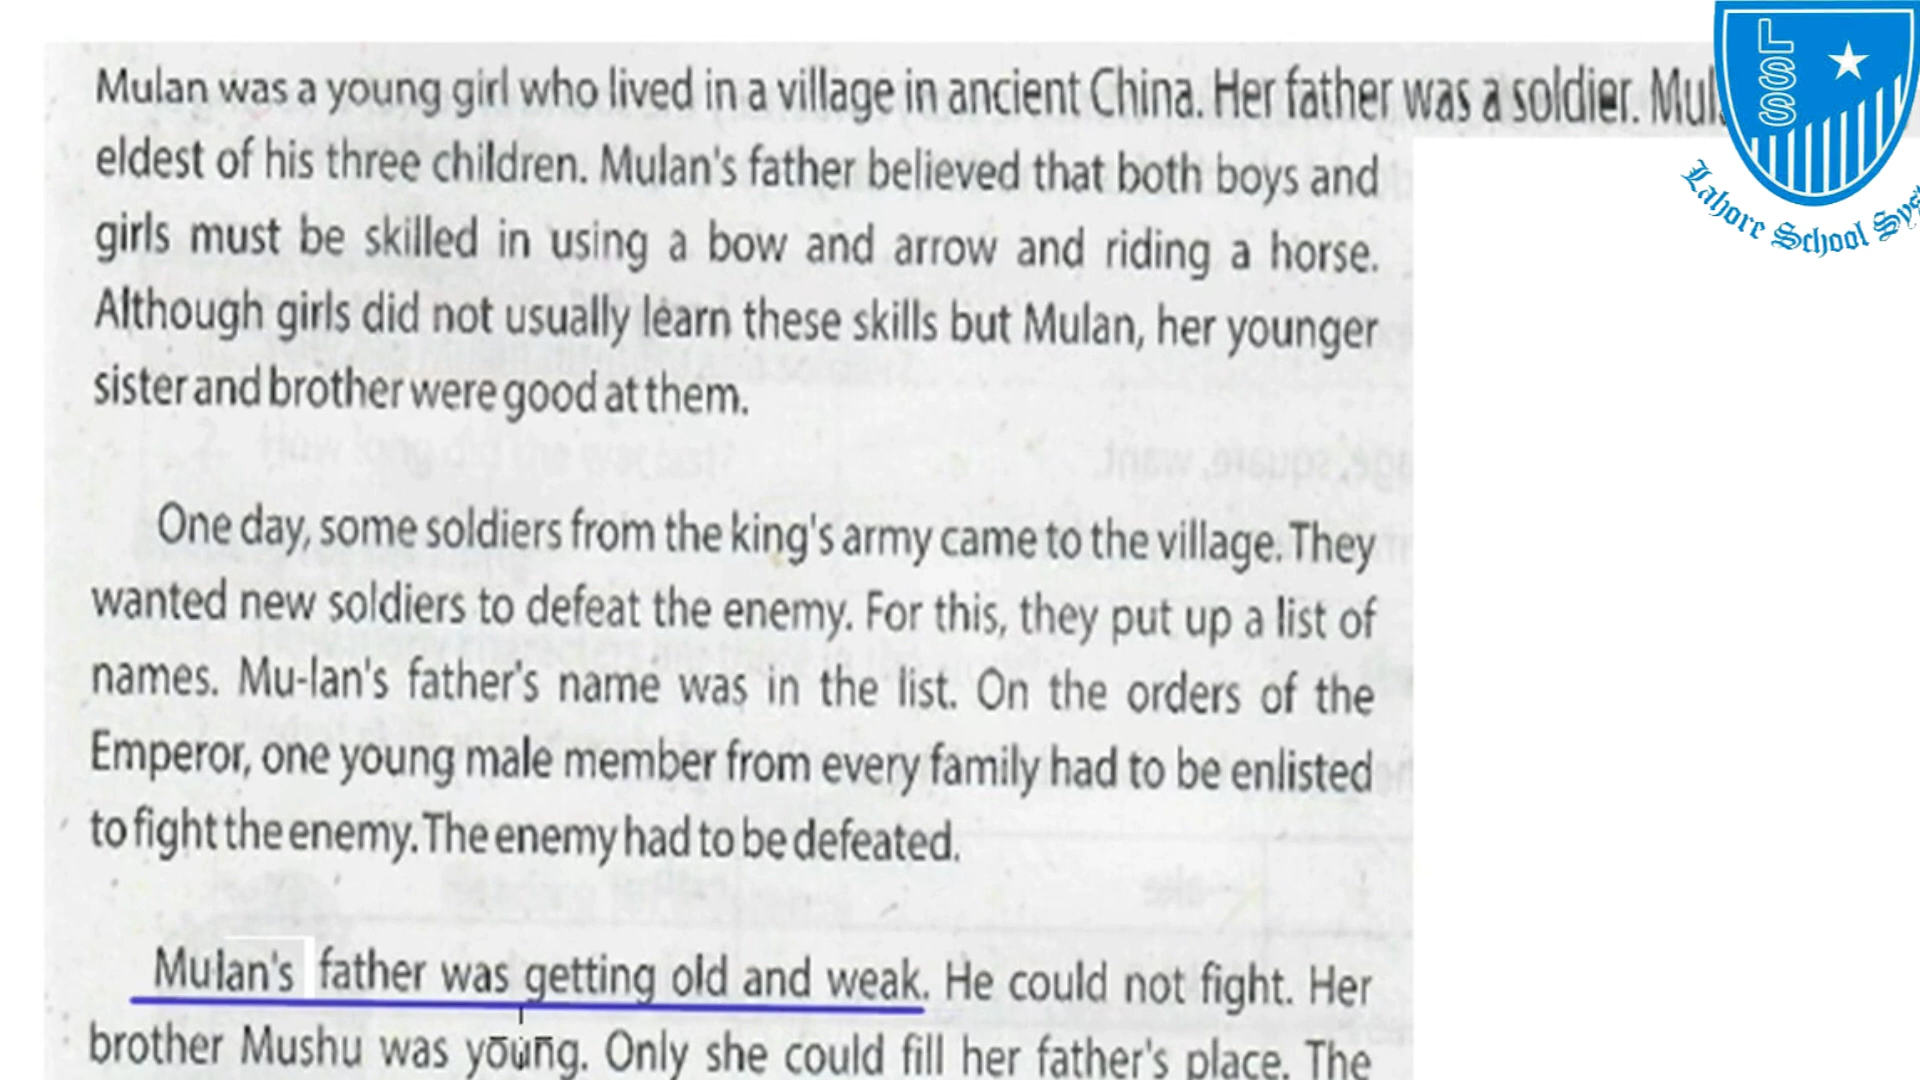 Mulan was a young girl who lived in a village in ancient China. Her father was a soldier.
eldest of his three children. Mulan's father believed that both boys and
girls must be skilled in using a bow and arrow and riding a horse.
Although girls did not usually learn these skills but Mulan, her younger
sister and brother were good at them.
One day, some soldiers from the king's army came to the village. They
wanted new soldiers to defeat the enemy. For this, they put up a list of
names. Mu-lan's father's name was in the list. On the orders of the
Emperor, one young male member from every family had to be enlisted
to fight the enemy. The enemy had to be defeated.
Mulan's father was getting old and weak. He could not fight. Her
brother Mushu was young. Only she could fill her father's place. The
LSS
Lahore School